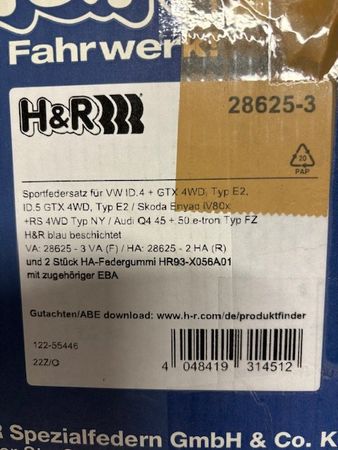 Fahrwerk!
H&R
28625-3
20
PAP
Sportfedersatz für VW ID.4 + GTX 4WD, Typ E2,
ID.5 GTX 4WD, Typ E2 / Skoda Enyaq iV80x
+RS 4WD Typ NY / Audi Q4 45 + 50 e-tron Typ FZ
H&R blau beschichtet
VA: 28625 - 3 VA (F) / HA: 28625 - 2 HA (R)
und 2 Stück HA-Federgummi HR93-X056A01
mit zugehöriger EBA
Gutachten/ABE download: www.h-r.com/de/produktfinder
122-55446
22Z/O
4 048419 314512
R Spezialfedern GmbH & Co. K